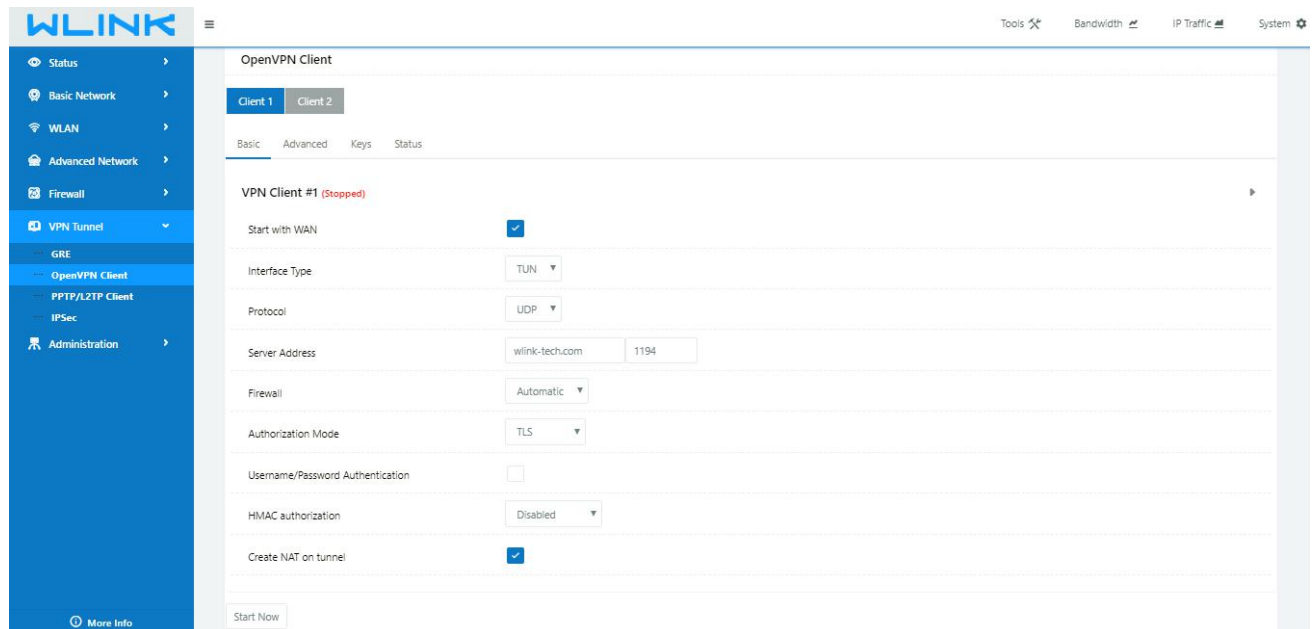 WLINK
Tools Bandwidth IP Traffic System
Status
Basic Network
WLAN
Advanced Network
Firewall
VPN Tunnel
GRE
OpenVPN Client
PPTP/L2TP Client
IPSec
Administration
More Info
OpenVPN Client
Client 1 Client 2
Basic Advanced Keys Status
VPN Client #1 (Stopped)
Start with WAN
Interface Type TUN
Protocol UDP
Server Address wlink-tech.com 1194
Firewall Automatic
Authorization Mode TLS
Username/Password Authentication
HMAC authorization Disabled
Create NAT on tunnel
Start Now